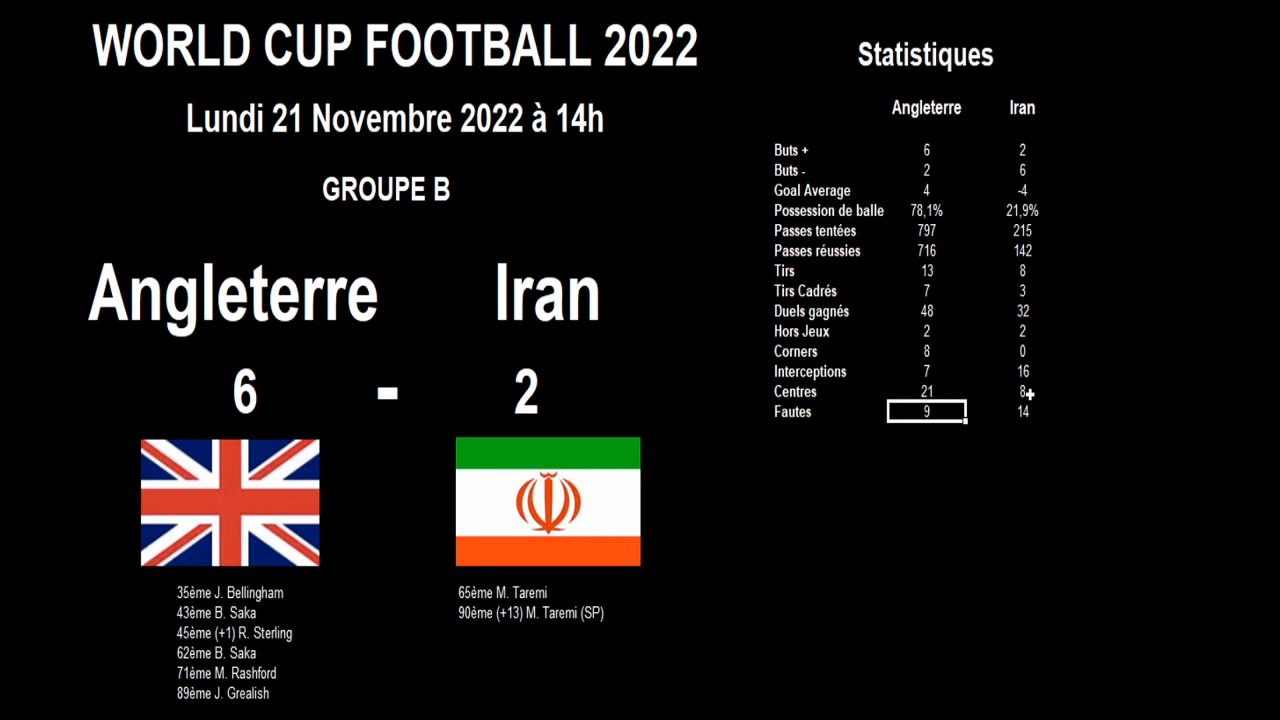 WORLD CUP FOOTBALL 2022
Lundi 21 Novembre 2022 à 14h
GROUPE B
Angleterre Iran
6 - 2
35ème J. Bellingham
43ème B. Saka
45ème (+1) R. Sterling
62ème B. Saka
71ème M. Rashford
89ème J. Grealish
65ème M. Taremi
90ème (+13) M. Taremi (SP)
Statistiques
Angleterre Iran
Buts + 6 2
Buts - 2 6
Goal Average 4 -4
Possession de balle 78,1% 21,9%
Passes tentées 797 215
Passes réussies 716 142
Tirs 13 8
Tirs Cadrés 7 3
Duels gagnés 48 32
Hors Jeux 2 2
Corners 8 0
Interceptions 7 16
Centres 21 8
Fautes 9 14